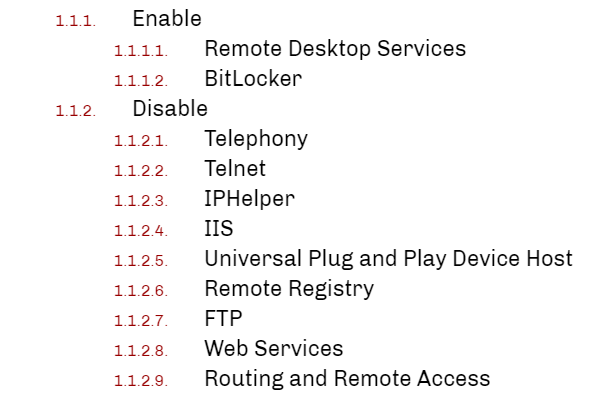 1.1.1. Enable
1.1.1.1. Remote Desktop Services
1.1.1.2. BitLocker
1.1.2. Disable
1.1.2.1. Telephony
1.1.2.2. Telnet
1.1.2.3. IPHelper
1.1.2.4. IIS
1.1.2.5. Universal Plug and Play Device Host
1.1.2.6. Remote Registry
1.1.2.7. FTP
1.1.2.8. Web Services
1.1.2.9. Routing and Remote Access